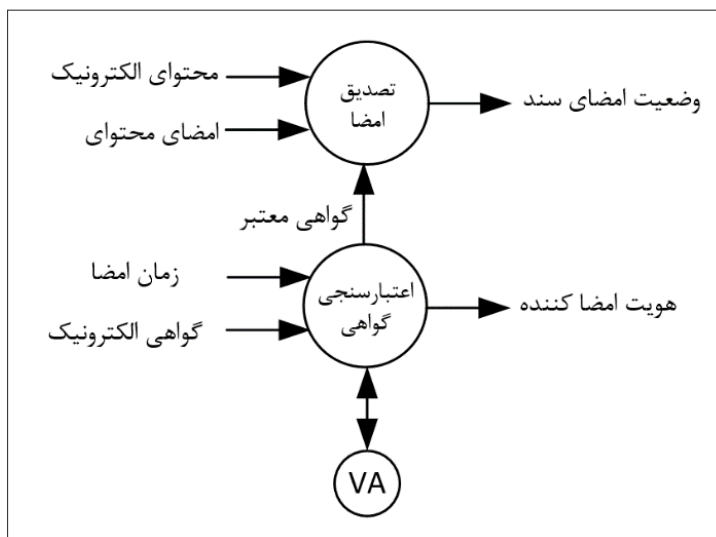 محتوای الکترونیک
امضای محتوای
تصدیق
امضا
وضعیت امضای سند
گواهی معتبر
زمان امضا
گواهی الکترونیک
اعتبارسنجی
گواهی
هویت امضا کننده
VA